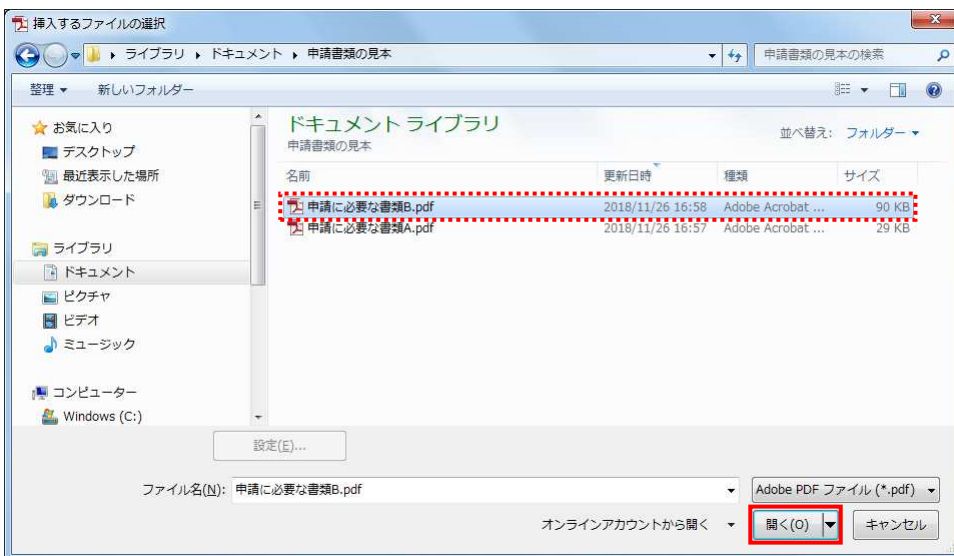 挿入するファイルの選択
ライブラリ ▸ ドキュメント ▸ 申請書類の見本
申請書類の見本の検索
整理 ▼ 新しいフォルダー
お気に入り
デスクトップ
最近表示した場所
ダウンロード
ライブラリ
ドキュメント
ピクチャ
ビデオ
ミュージック
コンピューター
Windows (C:)
ドキュメント ライブラリ
申請書類の見本
並べ替え: フォルダー ▼
名前 更新日時 種類 サイズ
申請に必要な書類B.pdf 2018/11/26 16:58 Adobe Acrobat ... 90 KB
申請に必要な書類A.pdf 2018/11/26 16:57 Adobe Acrobat ... 29 KB
設定(E)...
ファイル名(N): 申請に必要な書類B.pdf Adobe PDF ファイル (*.pdf)
オンラインアカウントから開く ▼ 開く(O) ▼ キャンセル